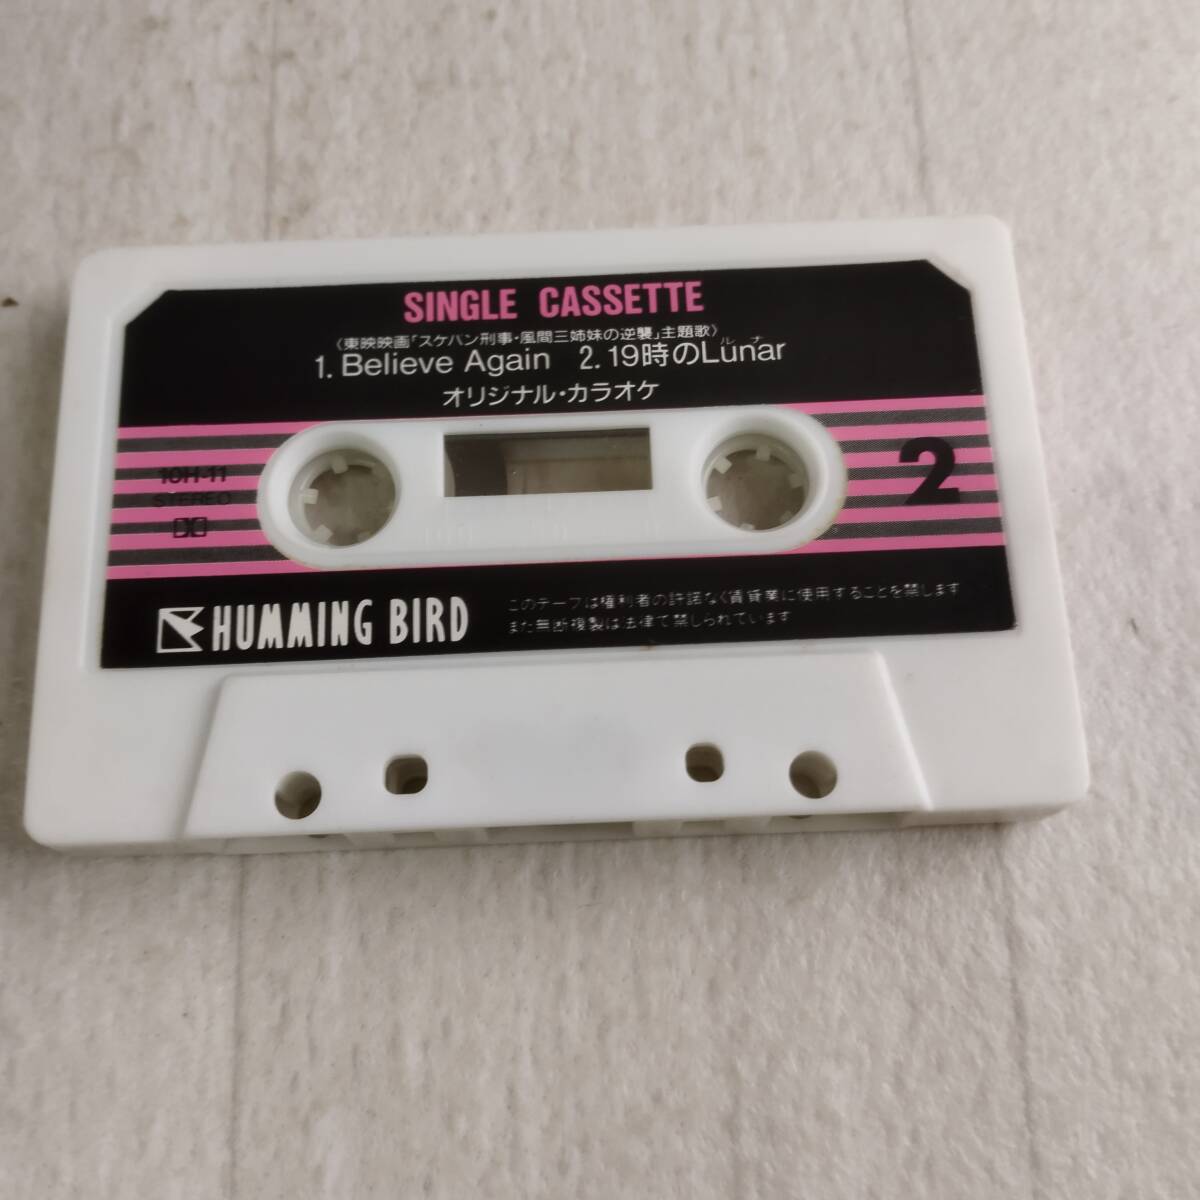 SINGLE CASSETTE
〈東映映画「スケバン刑事・風間三姉妹の逆襲」主題歌〉
ルナ
1. Believe Again 2. 19時のLunar
オリジナル・カラオケ
10H-11
STEREO
2
HUMMING BIRD
このテープは権利者の許諾なく賃貸業に使用することを禁します
また無断複製は法律で禁しられています